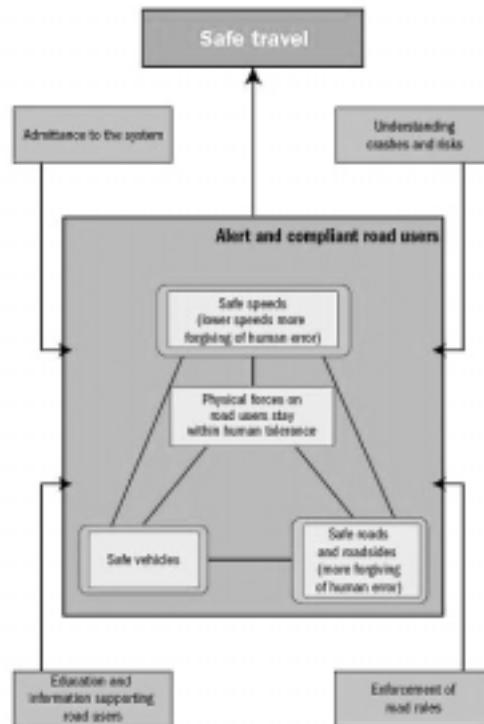 Safe travel
Admittance to the system
Understanding
crashes and risks
Alert and compliant road users
Safe speeds
(lower speeds more
forgiving of human error)
Physical forces on
road users stay
within human tolerance
Safe vehicles
Safe roads
and roadsides
(more forgiving
of human error)
Education and
information supporting
road users
Enforcement of
road rules